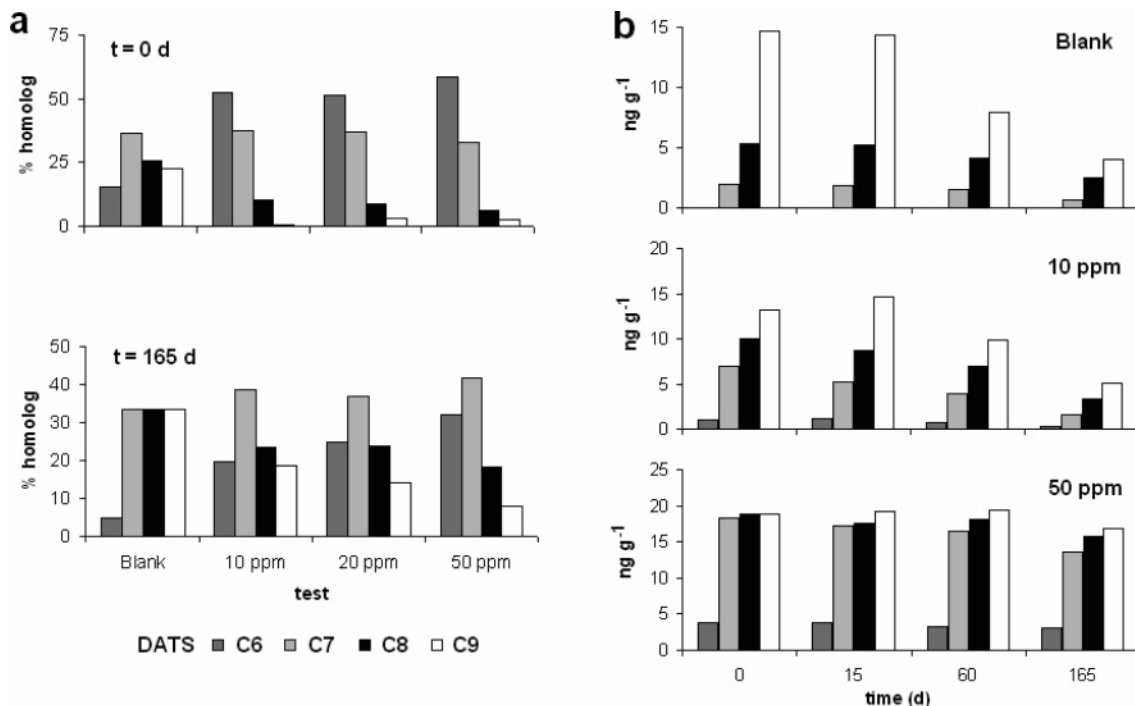 a
t = 0 d
75
50
25
0
% homolog
t = 165 d
50
40
30
20
10
0
% homolog
Blank 10 ppm 20 ppm 50 ppm
test
DATS C6 C7 C8 C9
b
Blank
15
10
5
0
ng g-1
10 ppm
20
15
10
5
0
ng g-1
50 ppm
25
20
15
10
5
0
ng g-1
0 15 60 165
time (d)